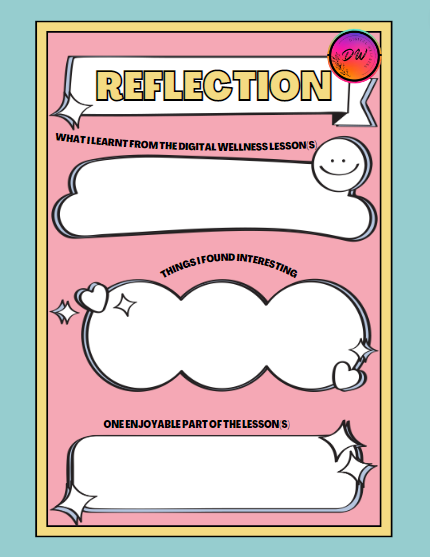 DW
REFLECTION
WHAT I LEARNT FROM THE DIGITAL WELLNESS LESSON(S)
THINGS I FOUND INTERESTING
ONE ENJOYABLE PART OF THE LESSON(S)